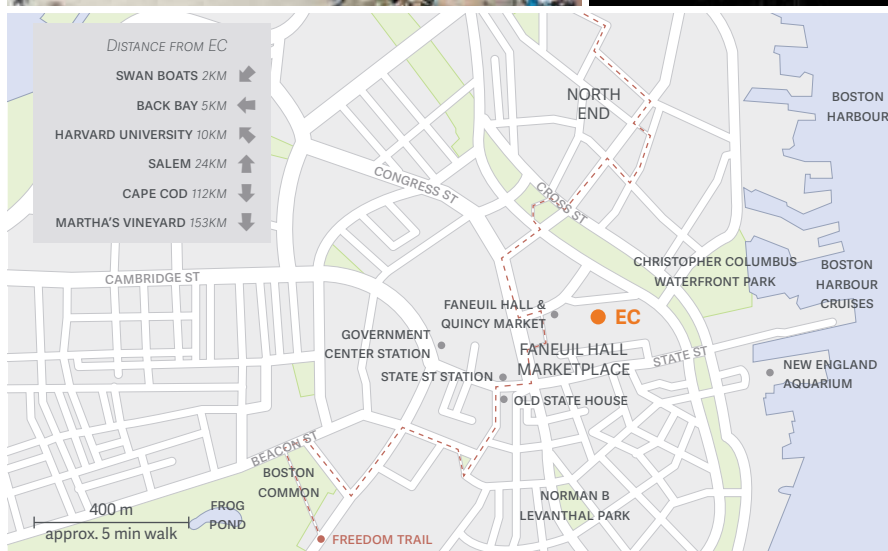 DISTANCE FROM EC
SWAN BOATS 2KM
BACK BAY 5KM
HARVARD UNIVERSITY 10KM
SALEM 24KM
CAPE COD 112KM
MARTHA'S VINEYARD 153KM
NORTH
END
BOSTON
HARBOUR
CONGRESS ST
CROSS ST
CHRISTOPHER COLUMBUS
WATERFRONT PARK
BOSTON
HARBOUR
CRUISES
CAMBRIDGE ST
FANEUIL HALL &
QUINCY MARKET
EC
GOVERNMENT
CENTER STATION
FANEUIL HALL
MARKETPLACE
STATE ST
STATE ST STATION
NEW ENGLAND
AQUARIUM
OLD STATE HOUSE
BEACON ST
BOSTON
COMMON
NORMAN B
LEVANTHAL PARK
FROG
POND
400 m
approx. 5 min walk
FREEDOM TRAIL